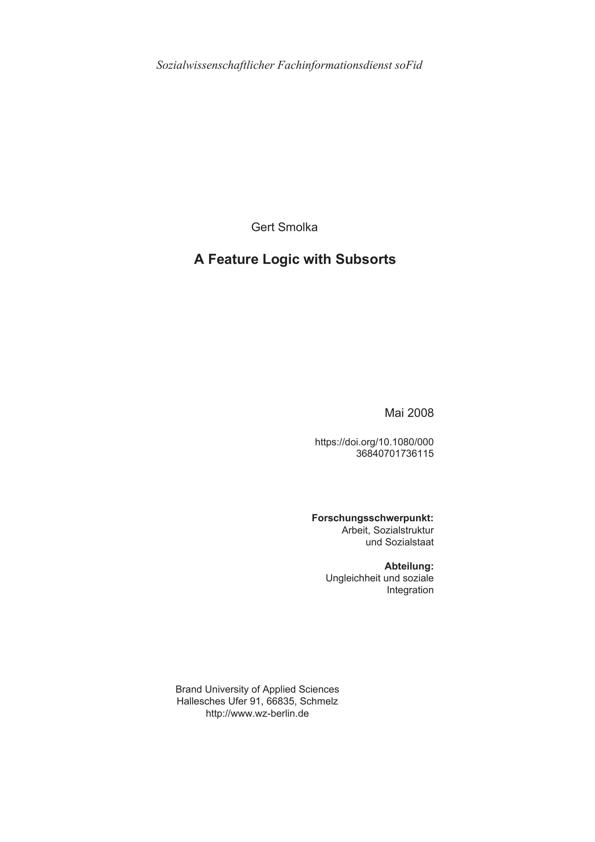 Sozialwissenschaftlicher Fachinformationsdienst soFid
Gert Smolka
A Feature Logic with Subsorts
Mai 2008
https://doi.org/10.1080/000
36840701736115
Forschungsschwerpunkt:
Arbeit, Sozialstruktur
und Sozialstaat
Abteilung:
Ungleichheit und soziale
Integration
Brand University of Applied Sciences
Hallesches Ufer 91, 66835, Schmelz
http://www.wz-berlin.de